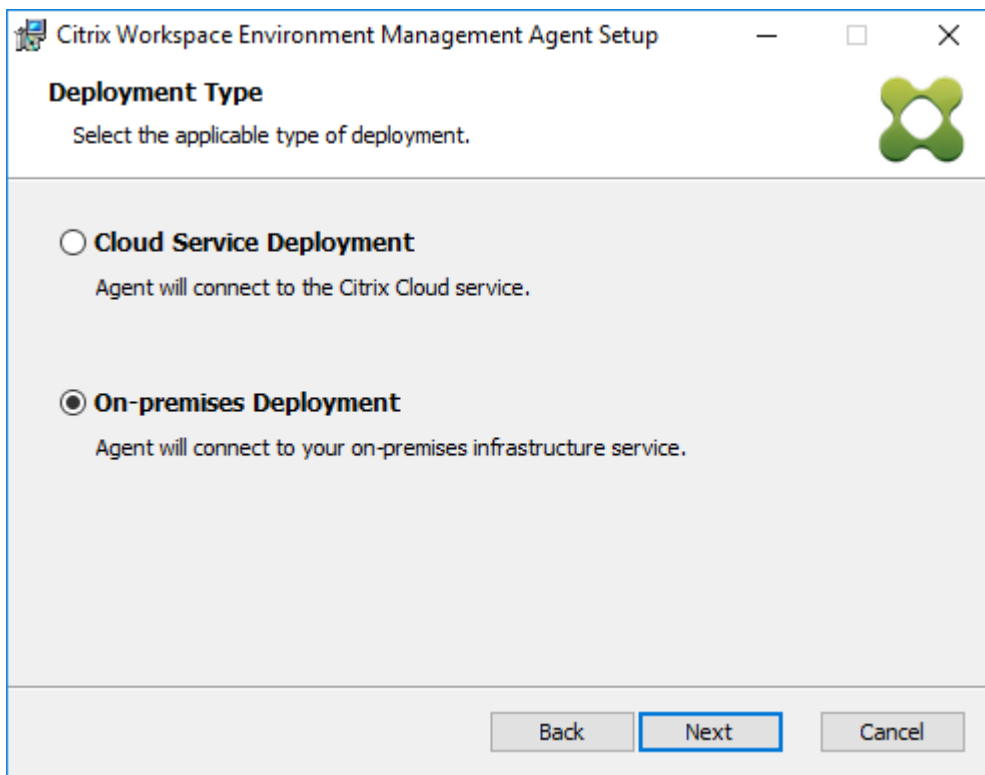 Citrix Workspace Environment Management Agent Setup
Deployment Type
Select the applicable type of deployment.
Cloud Service Deployment
Agent will connect to the Citrix Cloud service.
On-premises Deployment
Agent will connect to your on-premises infrastructure service.
Back Next Cancel